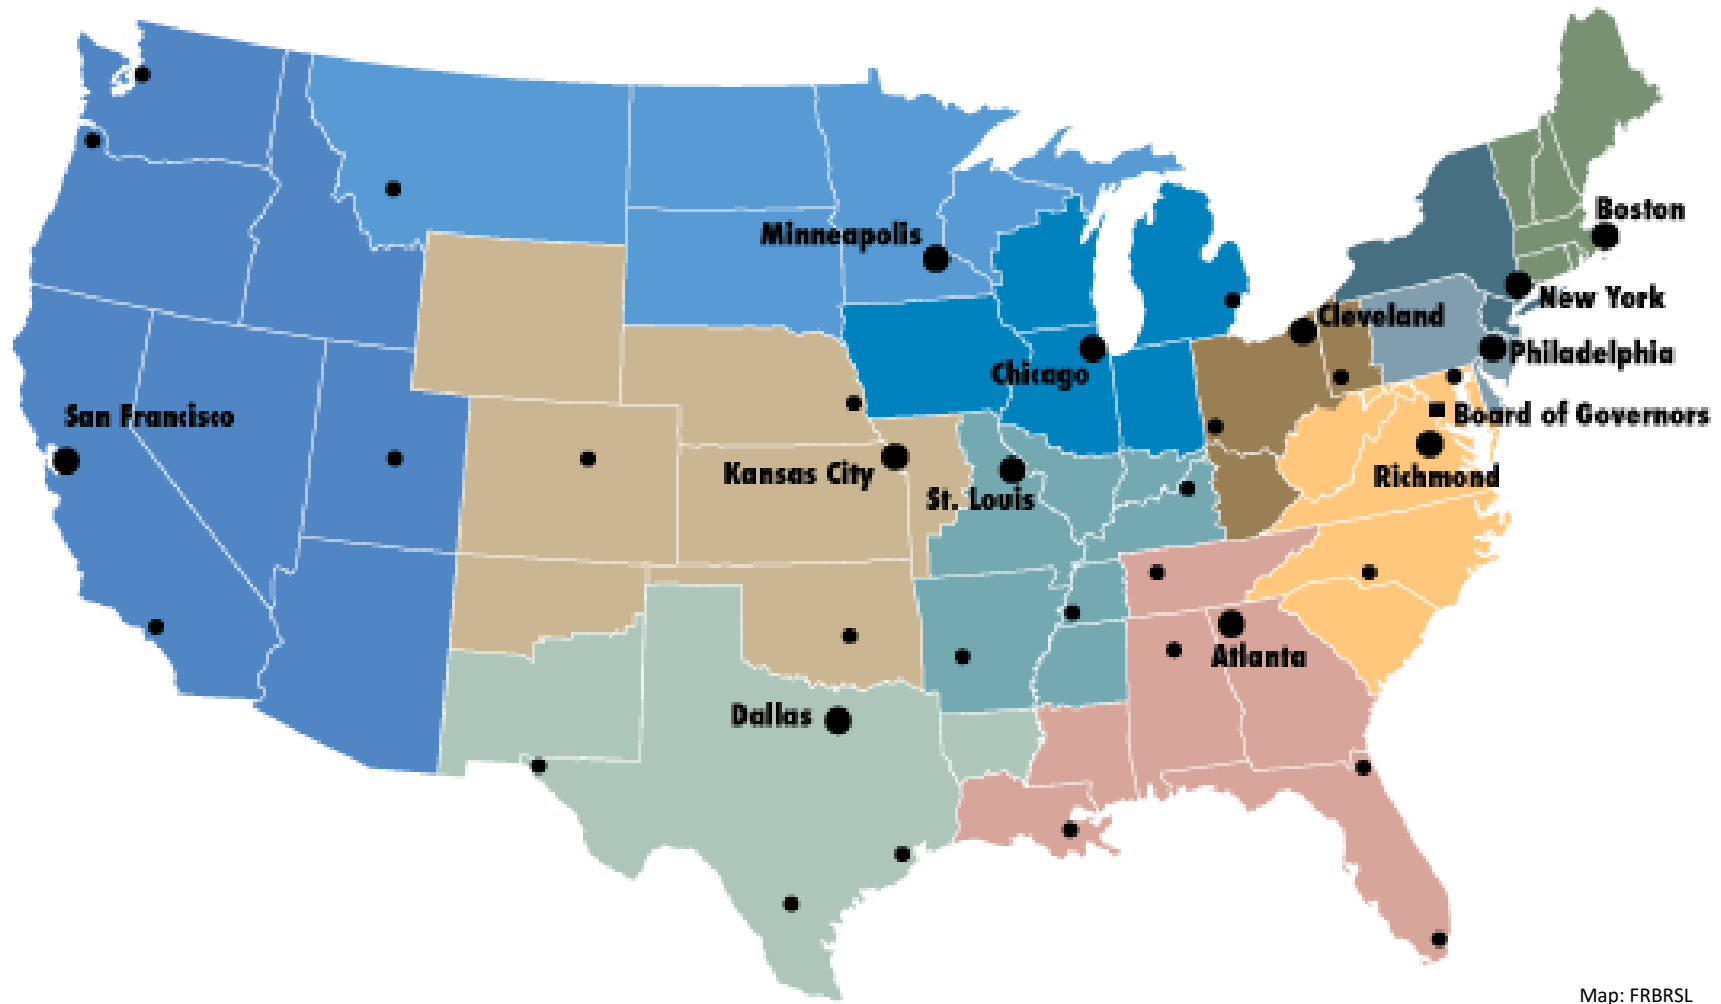 Boston
Minneapolis
New York
Cleveland
Philadelphia
Chicago
San Francisco
Board of Governors
Kansas City
Richmond
St. Louis
Atlanta
Dallas
Map: FRBRSL